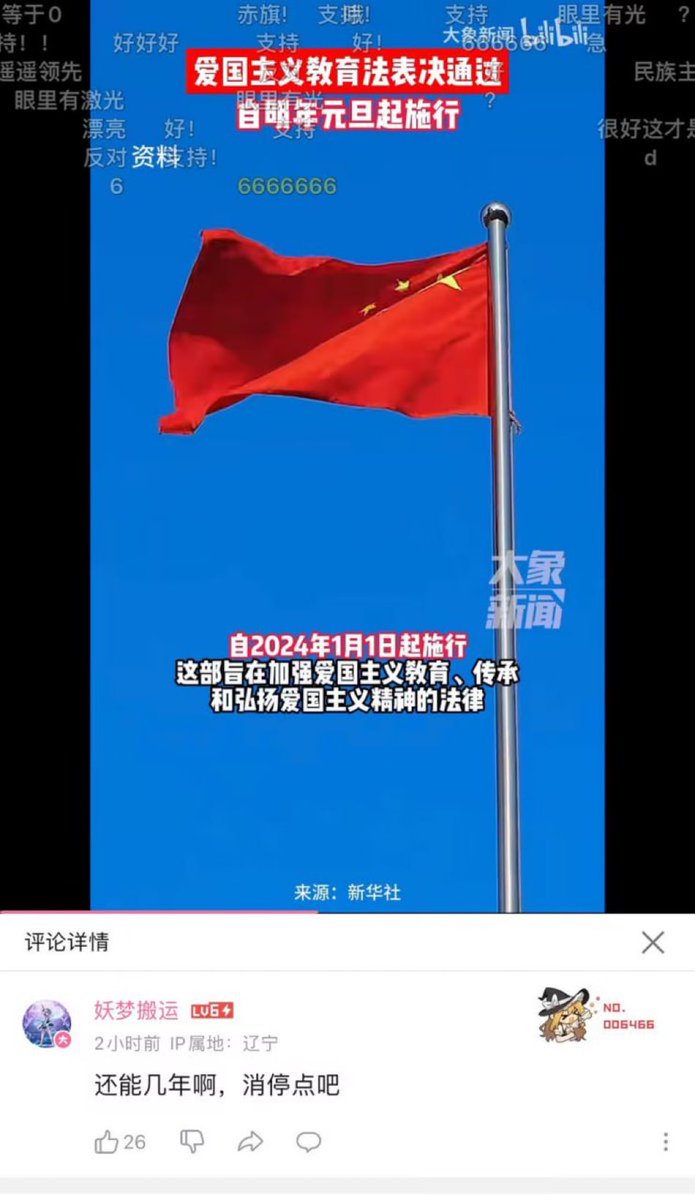 等于0 赤旗! 支持! 哦! 支持 眼里有光 ?
大象新闻 bilibili
持!! 好好好 支持 好! 666666 急
爱国主义教育法表决通过
遥遥领先 好 民族主
自明年元旦起施行
眼里有激光 眼里有光 ?
漂亮 好! 支持 很好这才是
反对 资料 支持! d
6 6666666
大象
新闻
自2024年1月1日起施行
这部旨在加强爱国主义教育、传承
和弘扬爱国主义精神的法律
来源：新华社
评论详情
妖梦搬运 LV6
NO.
006466
大
2小时前 IP属地：辽宁
还能几年啊，消停点吧
26